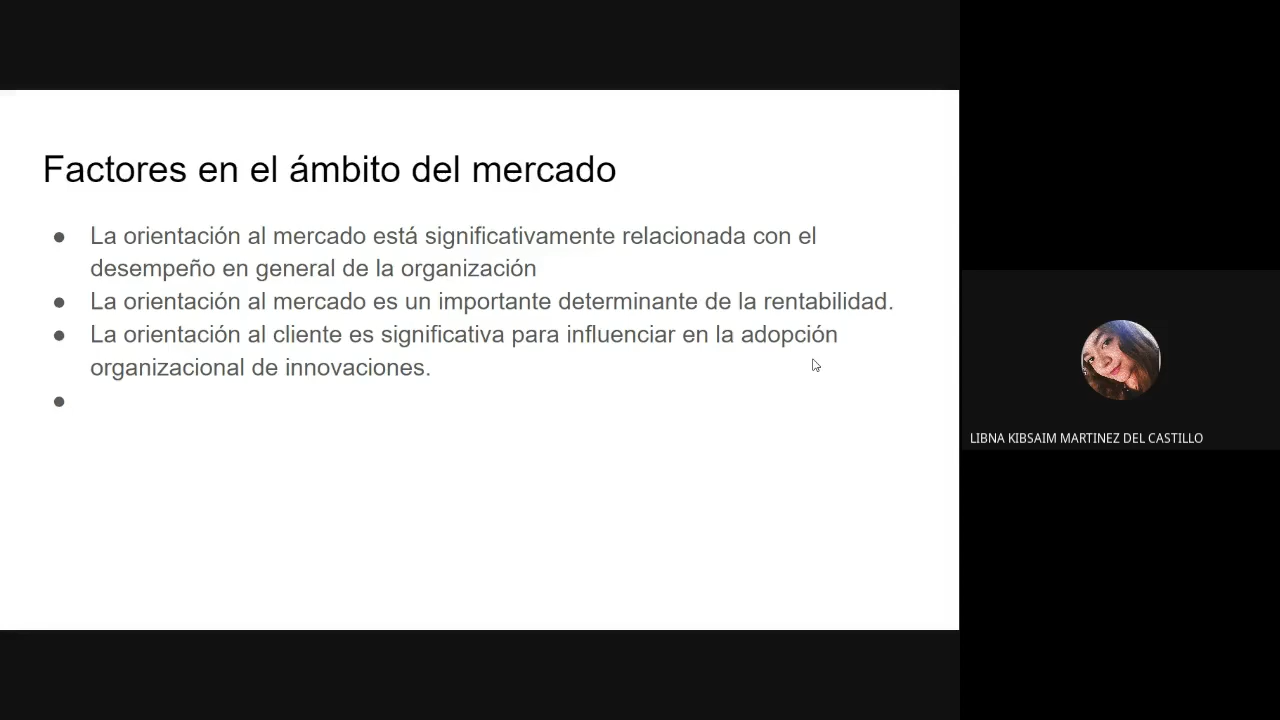 Factores en el ámbito del mercado
● La orientación al mercado está significativamente relacionada con el
desempeño en general de la organización
● La orientación al mercado es un importante determinante de la rentabilidad.
● La orientación al cliente es significativa para influenciar en la adopción
organizacional de innovaciones.
●
LIBNA KIBSAIM MARTINEZ DEL CASTILLO